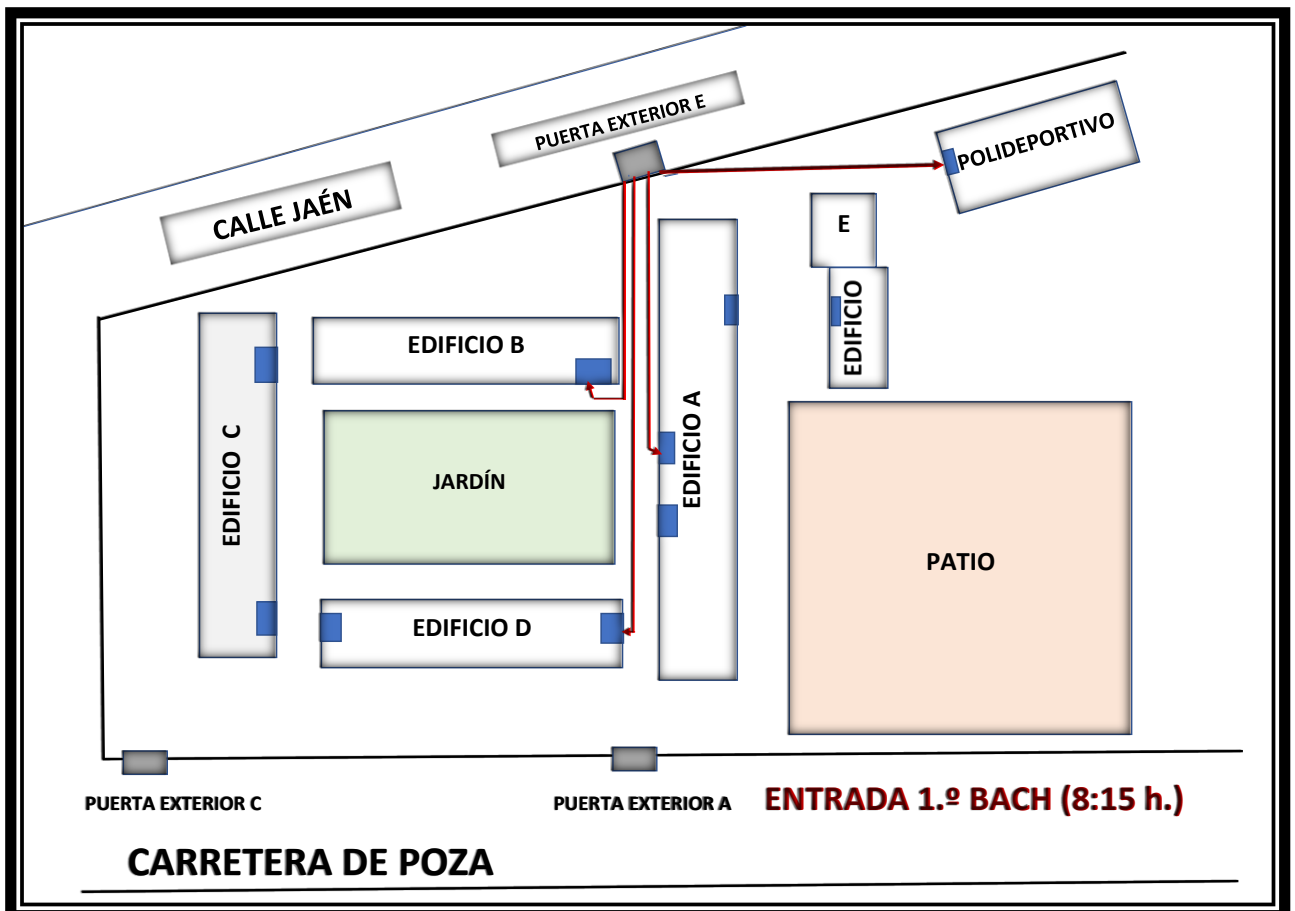 PUERTA EXTERIOR E
POLIDEPORTIVO
CALLE JAÉN
E
EDIFICIO
EDIFICIO B
EDIFICIO A
EDIFICIO C
JARDÍN
PATIO
EDIFICIO D
PUERTA EXTERIOR C
PUERTA EXTERIOR A
ENTRADA 1.º BACH (8:15 h.)
CARRETERA DE POZA